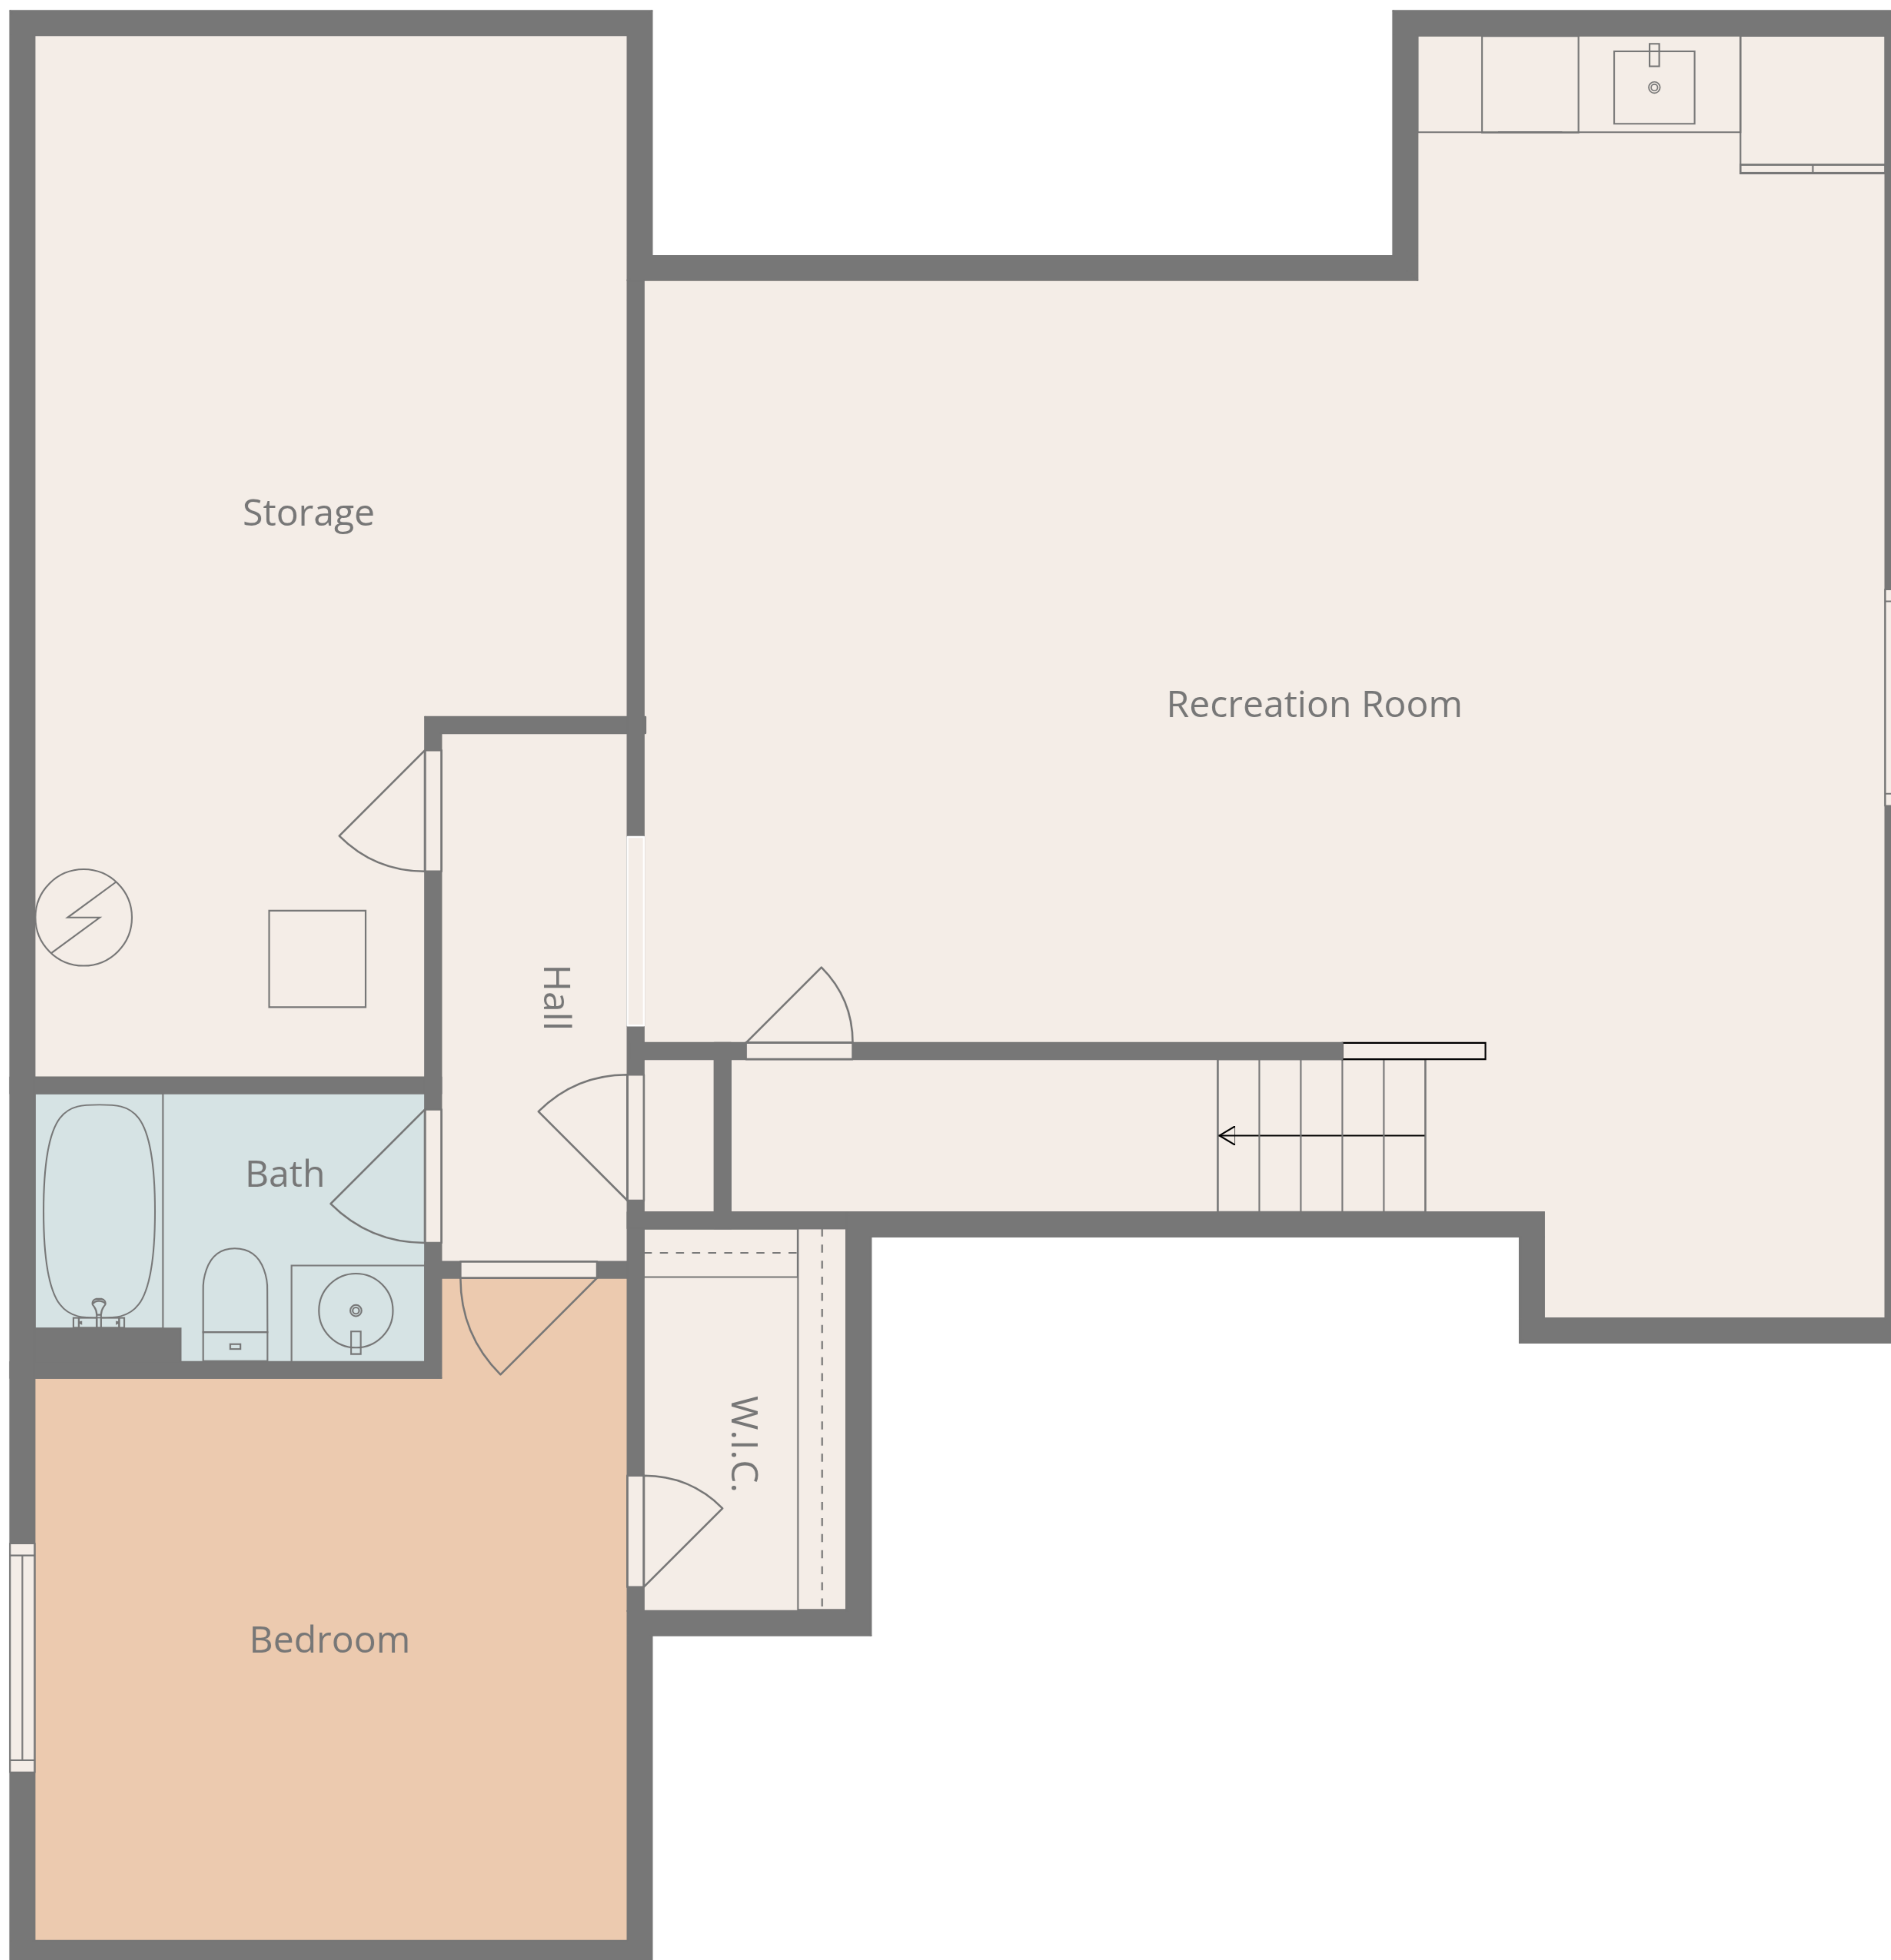 Storage
Recreation Room
Hall
Bath
W.I.C.
Bedroom